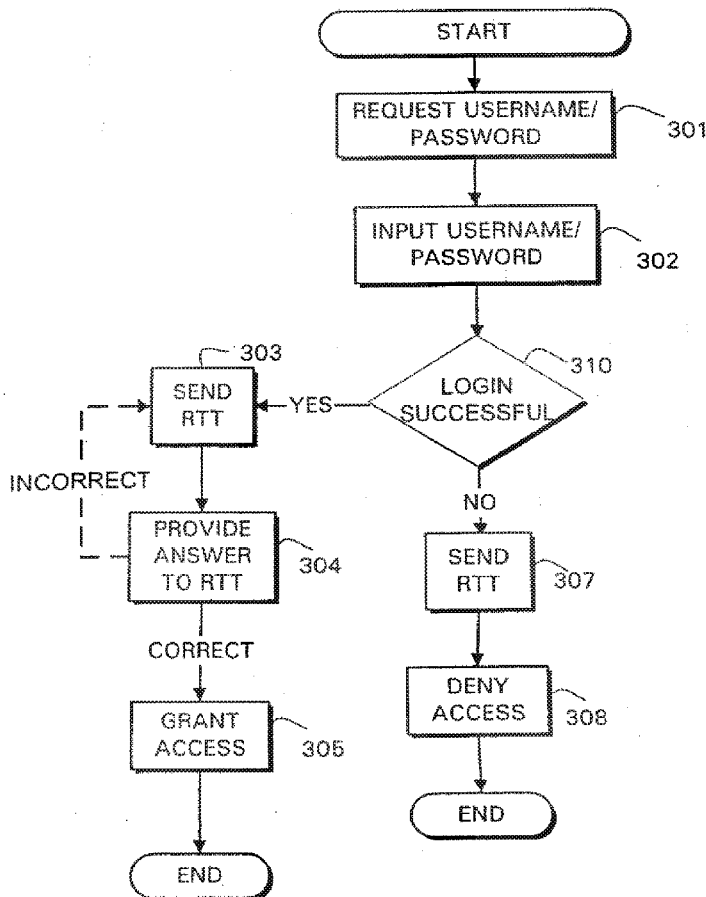 START
REQUEST USERNAME/
PASSWORD
301
INPUT USERNAME/
PASSWORD
302
LOGIN
SUCCESSFUL
310
YES
303
SEND
RTT
INCORRECT
PROVIDE
ANSWER
TO RTT
304
CORRECT
GRANT
ACCESS
305
END
NO
SEND
RTT
307
DENY
ACCESS
308
END